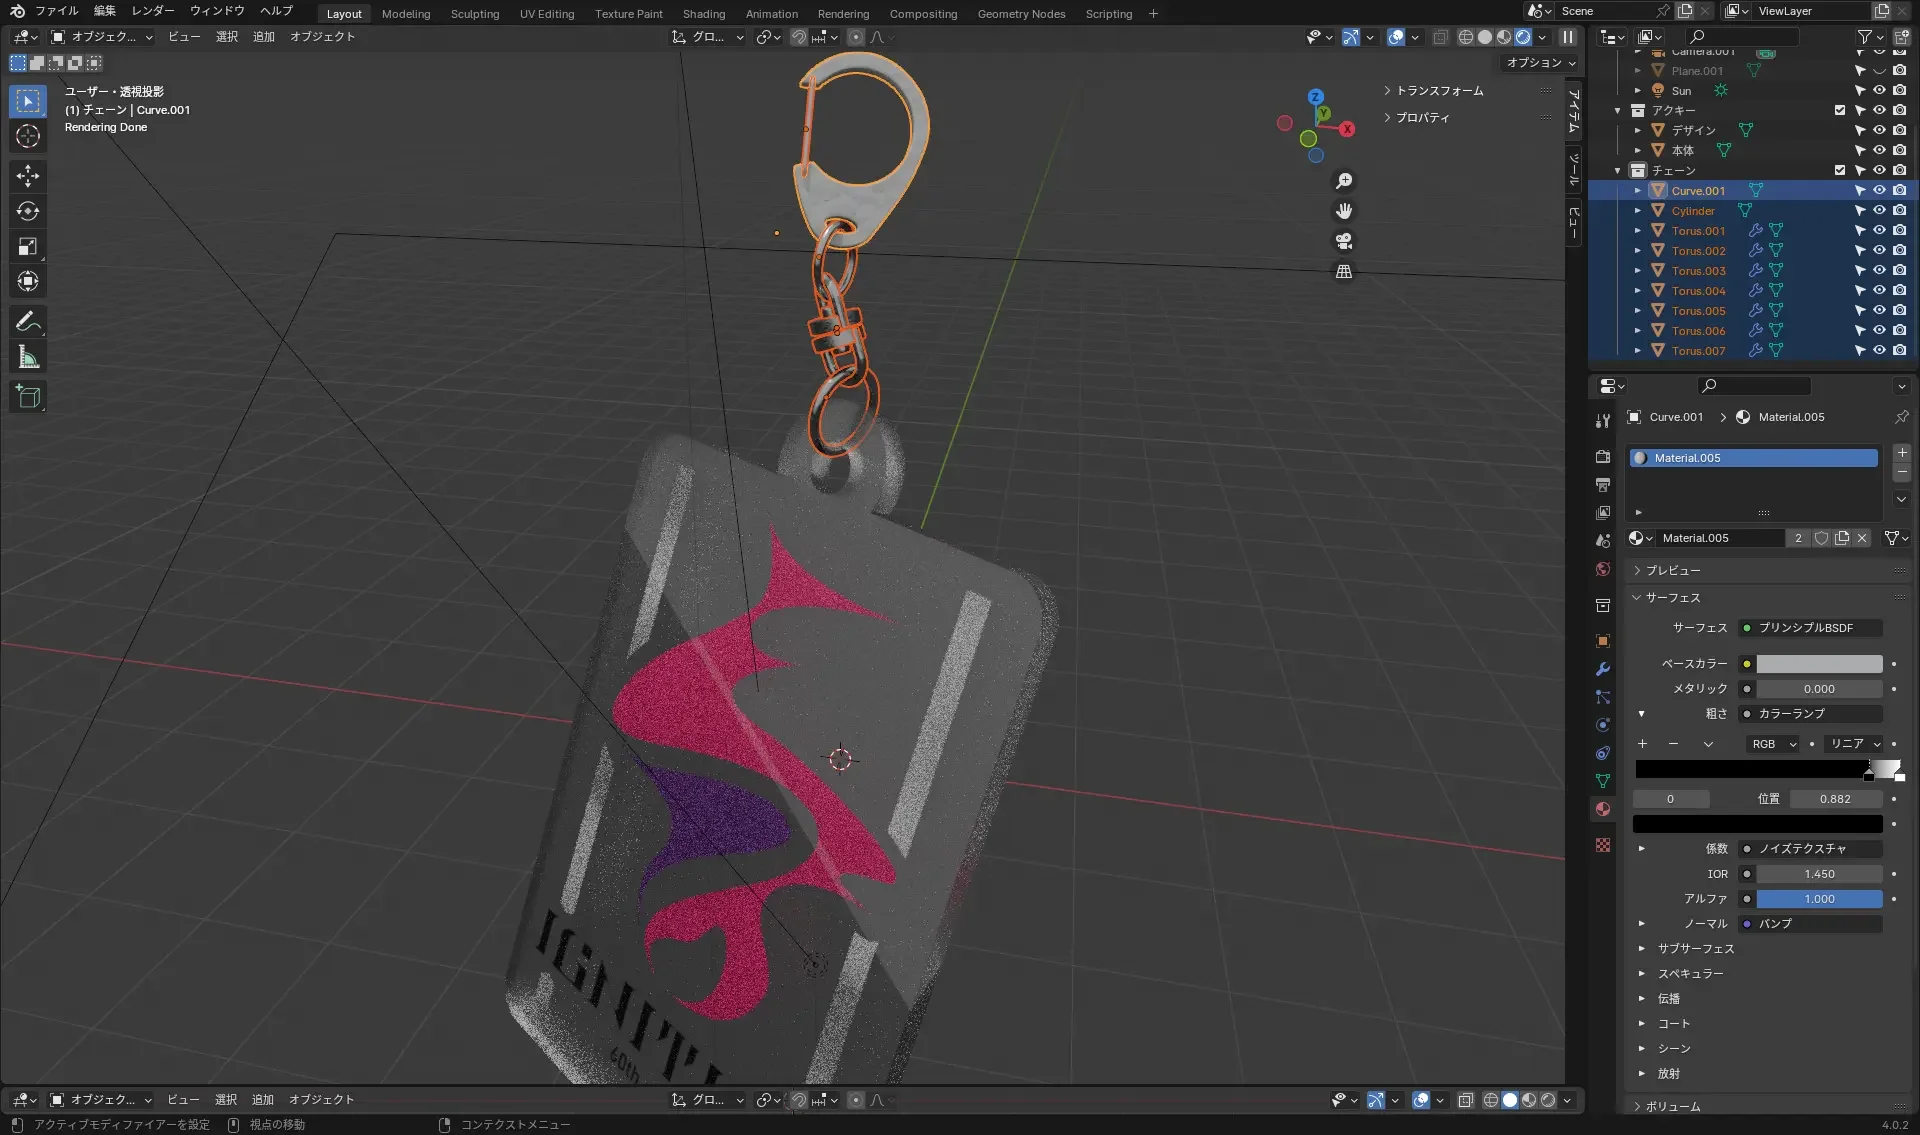 ファイル 編集 レンダー ウィンドウ ヘルプ Layout Modeling Sculpting UV Editing Texture Paint Shading Animation Rendering Compositing Geometry Nodes Scripting + Scene ViewLayer
オブジェク... ビュー 選択 追加 オブジェクト グロ...
オプション
ユーザー・透視投影
(1) チェーン | Curve.001
Rendering Done
Z
Y
X
トランスフォーム
プロパティ
アイテム
ツール
ビュー
IGNITE
60th
Camera.001
Plane.001
Sun
アクキー
デザイン
本体
チェーン
Curve.001
Cylinder
Torus.001
Torus.002
Torus.003
Torus.004
Torus.005
Torus.006
Torus.007
Curve.001 > Material.005
Material.005
Material.005 2
プレビュー
サーフェス
サーフェス プリンシプルBSDF
ベースカラー
メタリック 0.000
粗さ カラーランプ
+ − RGB リニア
0 位置 0.882
係数 ノイズテクスチャ
IOR 1.450
アルファ 1.000
ノーマル バンプ
サブサーフェス
スペキュラー
伝播
コート
シーン
放射
ボリューム
オブジェク... ビュー 選択 追加 オブジェクト グロ...
アクティブモディファイアーを設定 視点の移動 コンテクストメニュー 4.0.2